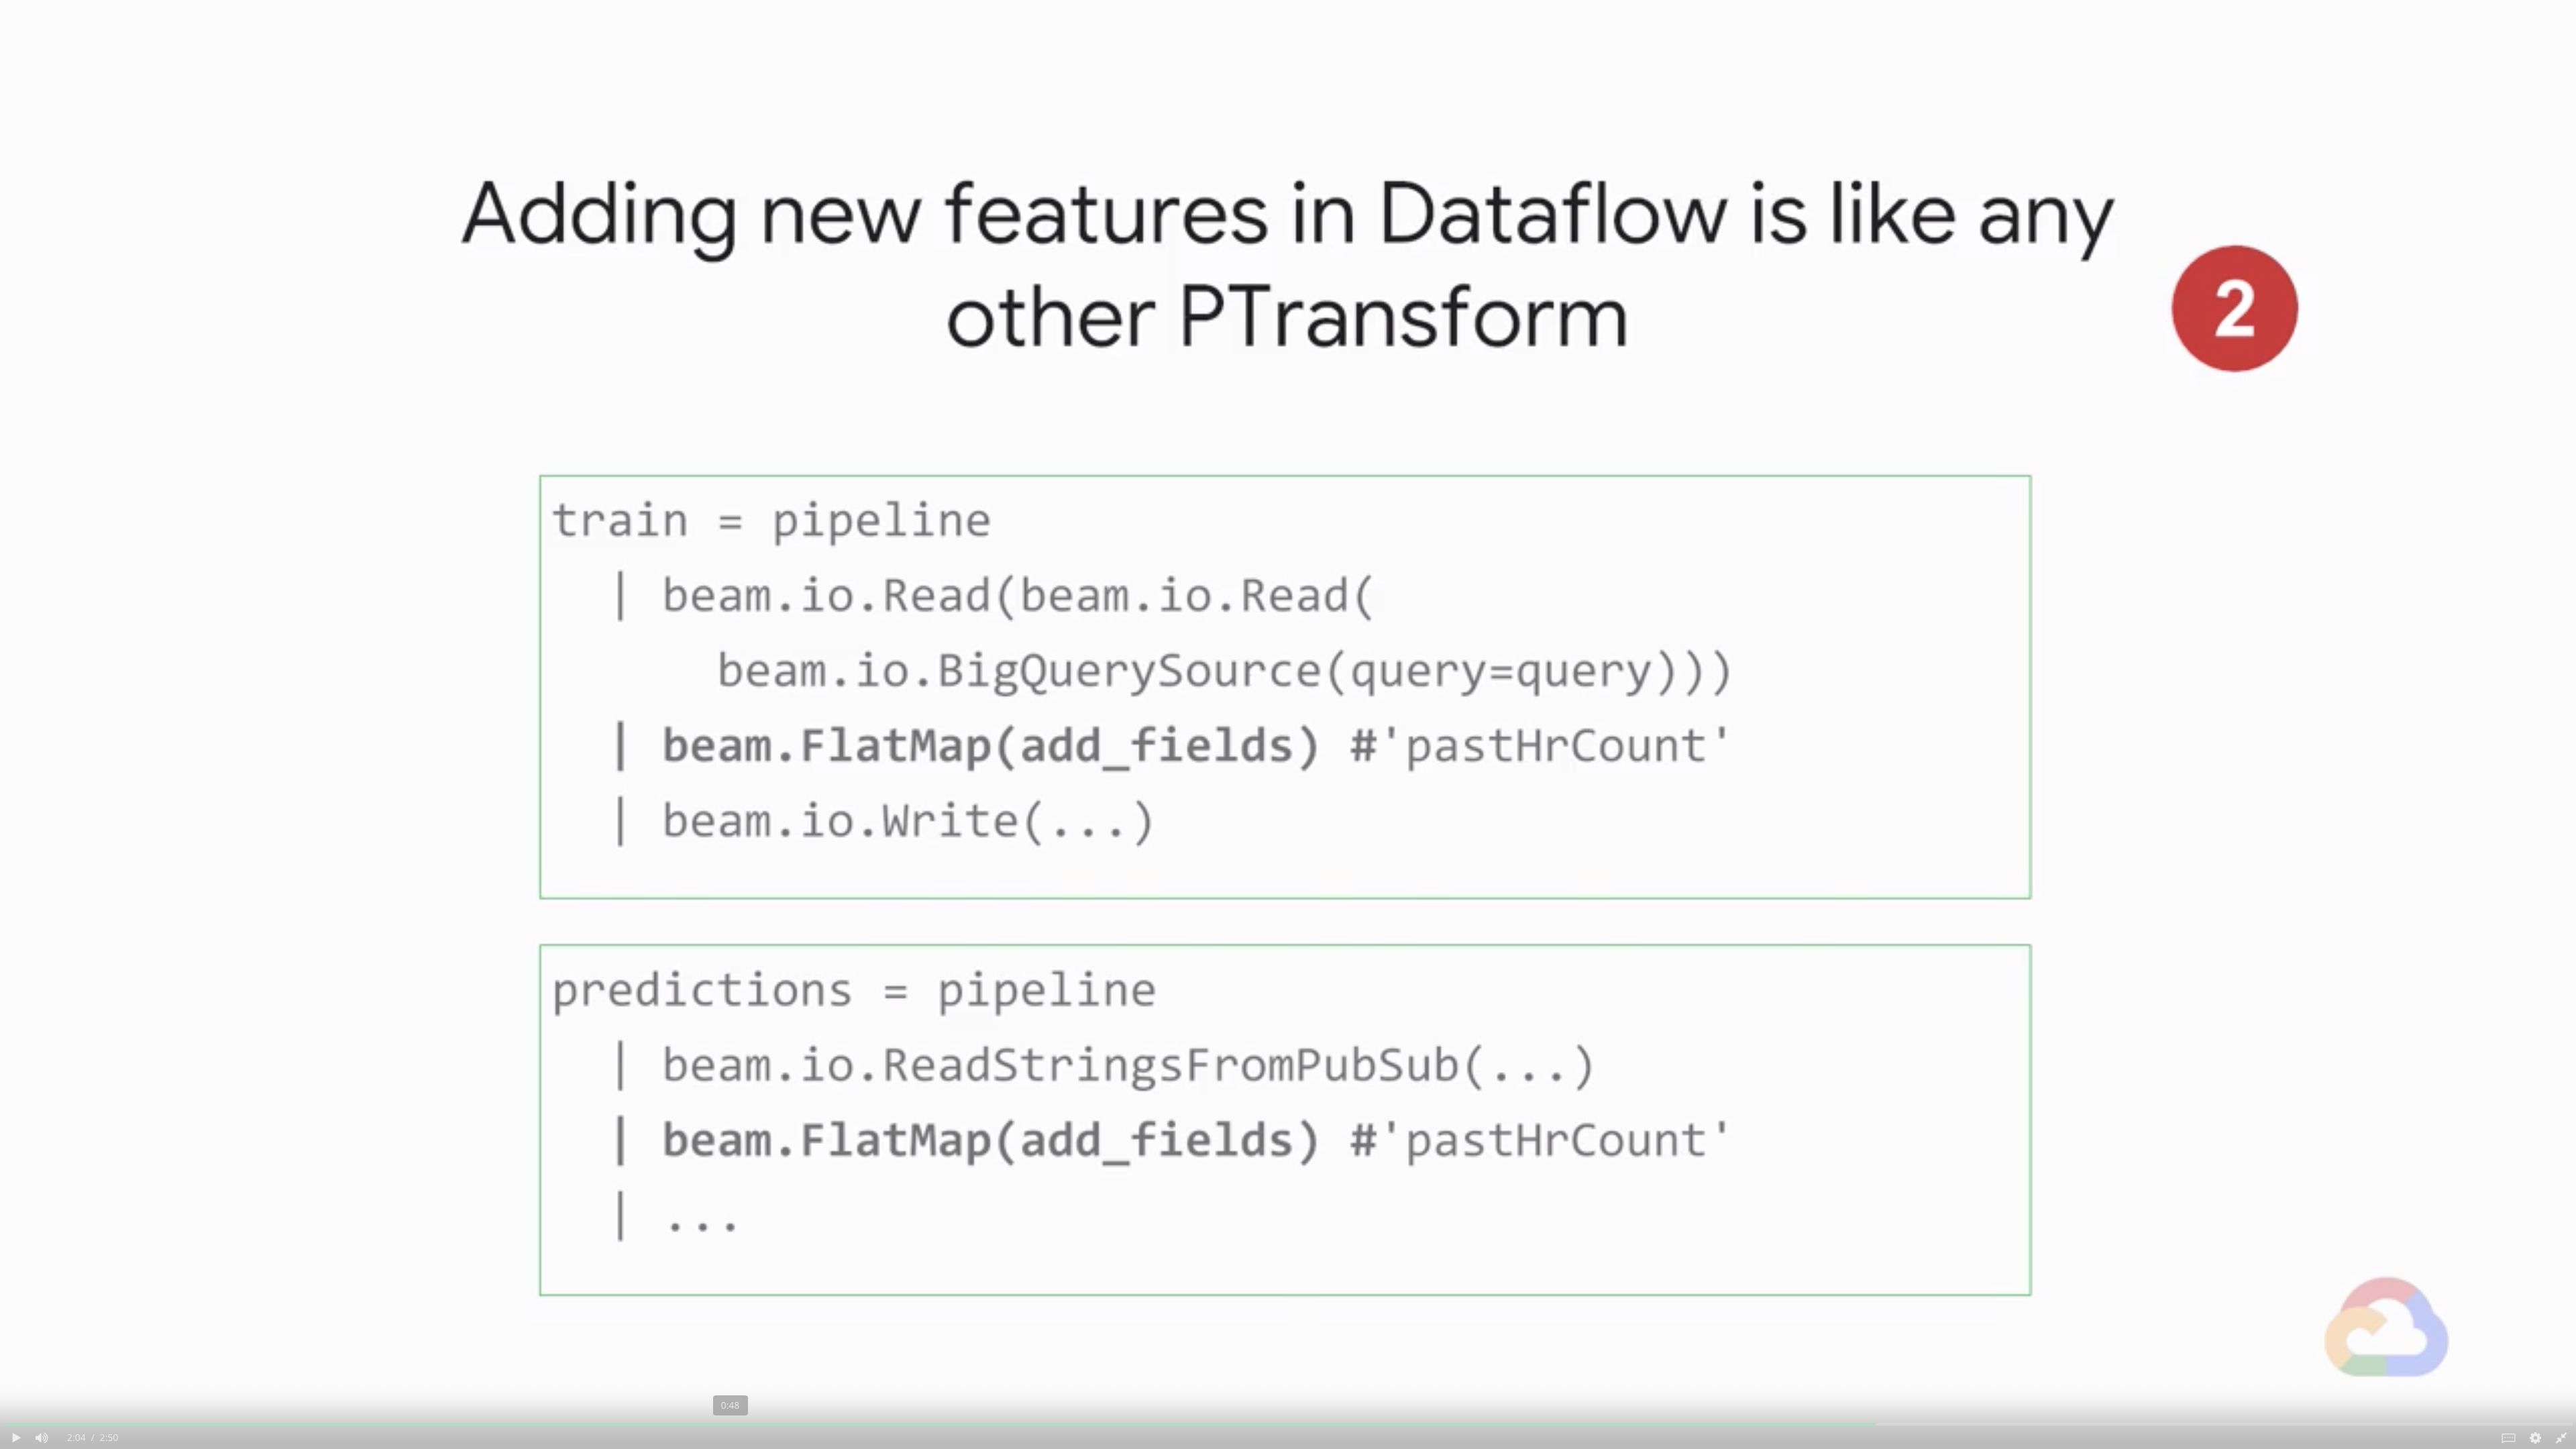 Adding new features in Dataflow is like any
other PTransform
2
train = pipeline
| beam.io.Read(beam.io.Read(
beam.io.BigQuerySource(query=query)))
| beam.FlatMap(add_fields) #'pastHrCount'
| beam.io.Write(...)
predictions = pipeline
| beam.io.ReadStringsFromPubSub(...)
| beam.FlatMap(add_fields) #'pastHrCount'
| ...
0:48
2:04 / 2:50